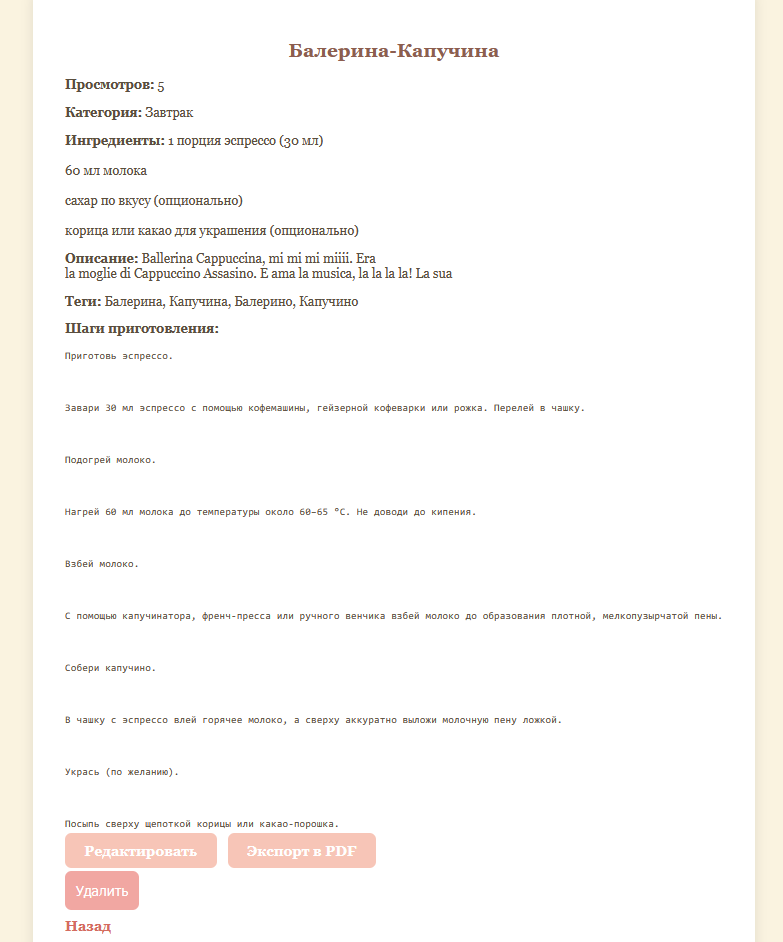 Балерина-Капучина
Просмотров: 5
Категория: Завтрак
Ингредиенты: 1 порция эспрессо (30 мл)
60 мл молока
сахар по вкусу (опционально)
корица или какао для украшения (опционально)
Описание: Ballerina Cappuccina, mi mi mi miiii. Era
la moglie di Cappuccino Assasino. E ama la musica, la la la la! La sua
Теги: Балерина, Капучина, Балерино, Капучино
Шаги приготовления:
Приготовь эспрессо.
Завари 30 мл эспрессо с помощью кофемашины, гейзерной кофеварки или рожка. Перелей в чашку.
Подогрей молоко.
Нагрей 60 мл молока до температуры около 60–65 °C. Не доводи до кипения.
Взбей молоко.
С помощью капучинатора, френч-пресса или ручного венчика взбей молоко до образования плотной, мелкопузырчатой пены.
Собери капучино.
В чашку с эспрессо влей горячее молоко, а сверху аккуратно выложи молочную пену ложкой.
Укрась (по желанию).
Посыпь сверху щепоткой корицы или какао-порошка.
Редактировать Экспорт в PDF
Удалить
Назад